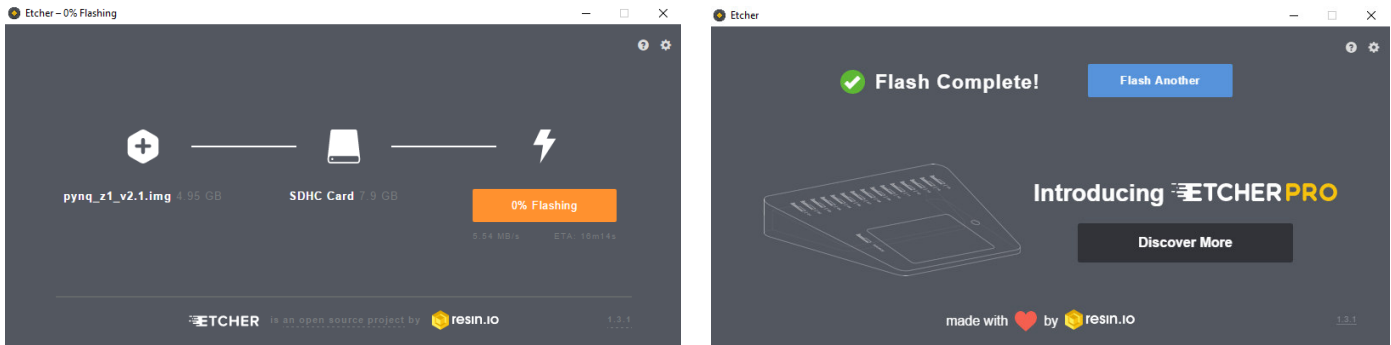 Etcher – 0% Flashing
pynq_z1_v2.1.img 4.95 GB
SDHC Card 7.9 GB
0% Flashing
5.54 MB/s
ETA: 15m14s
ETCHER is an open source project by resin.io
1.3.1
Etcher
Flash Complete!
Flash Another
Introducing ETCHER PRO
Discover More
made with by resin.io
1.3.1